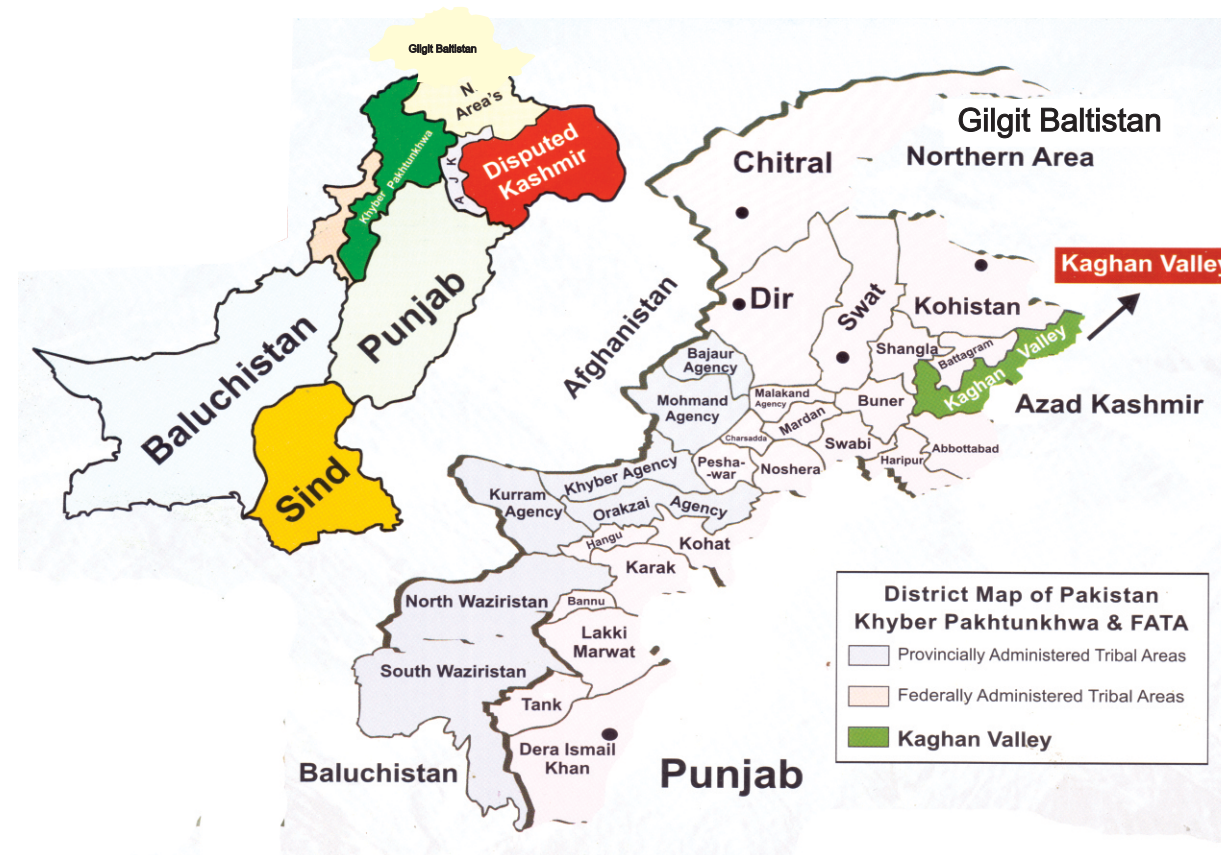 Gilgit Baltistan
N.
Area's
Khyber Pakhtunkhwa
A J K
Disputed
Kashmir
Punjab
Baluchistan
Sind
Afghanistan
Gilgit Baltistan
Northern Area
Chitral
Kaghan Valley
Dir
Swat
Kohistan
Shangla
Battagram
Kaghan Valley
Azad Kashmir
Bajaur
Agency
Mohmand
Agency
Malakand
Agency
Buner
Mardan
Charsadda
Swabi
Haripur
Abbottabad
Pesha-
-war
Noshera
Khyber Agency
Kurram
Agency
Orakzai Agency
Hangu
Kohat
Karak
North Waziristan
Bannu
Lakki
Marwat
South Waziristan
Tank
Dera Ismail
Khan
Baluchistan
Punjab
District Map of Pakistan
Khyber Pakhtunkhwa & FATA
Provincially Administered Tribal Areas
Federally Administered Tribal Areas
Kaghan Valley